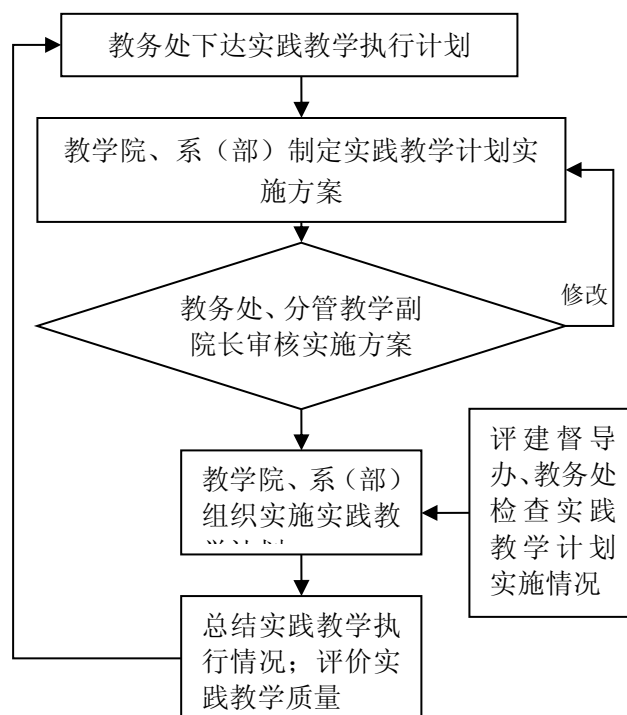 教务处下达实践教学执行计划
教学院、系（部）制定实践教学计划实
施方案
修改
教务处、分管教学副
院长审核实施方案
评建督导
办、教务处
检查实践
教学计划
实施情况
教学院、系（部）
组织实施实践教
总结实践教学执
行情况；评价实
践教学质量